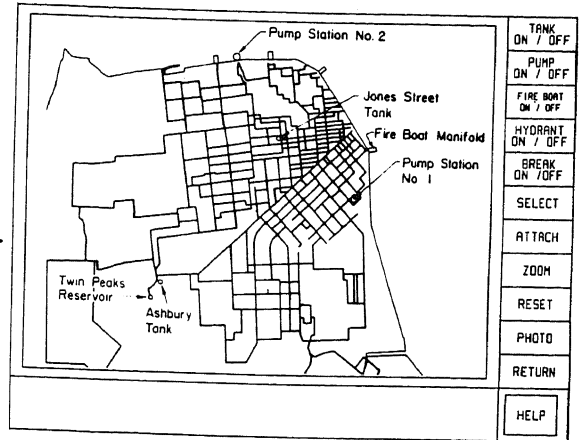 Pump Station No. 2
Jones Street
Tank
Fire Boat Manifold
Pump Station
No 1
Twin Peaks
Reservoir
Ashbury
Tank
TANK
ON / OFF
PUMP
ON / OFF
FIRE BOAT
ON / OFF
HYDRANT
ON / OFF
BREAK
ON /OFF
SELECT
ATTACH
ZOOM
RESET
PHOTO
RETURN
HELP